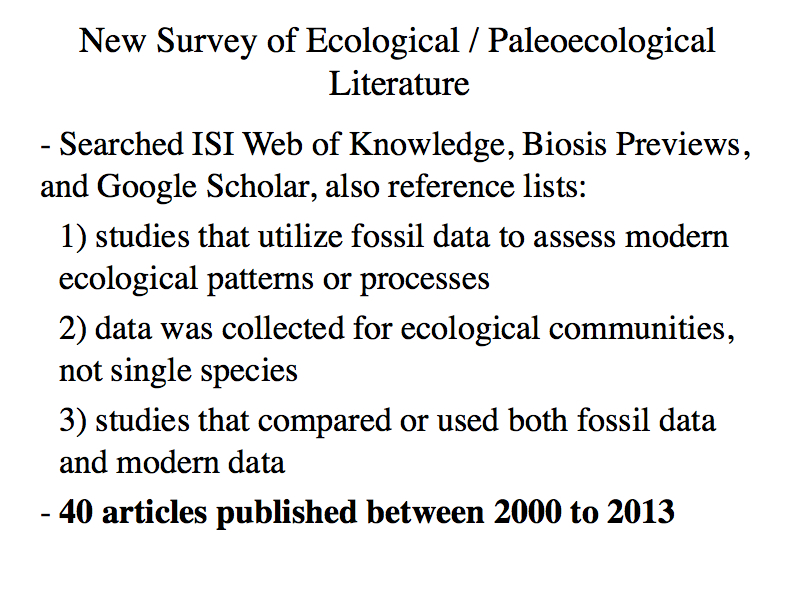 New Survey of Ecological / Paleoecological
Literature
- Searched ISI Web of Knowledge, Biosis Previews,
and Google Scholar, also reference lists:
1) studies that utilize fossil data to assess modern
ecological patterns or processes
2) data was collected for ecological communities,
not single species
3) studies that compared or used both fossil data
and modern data
- 40 articles published between 2000 to 2013